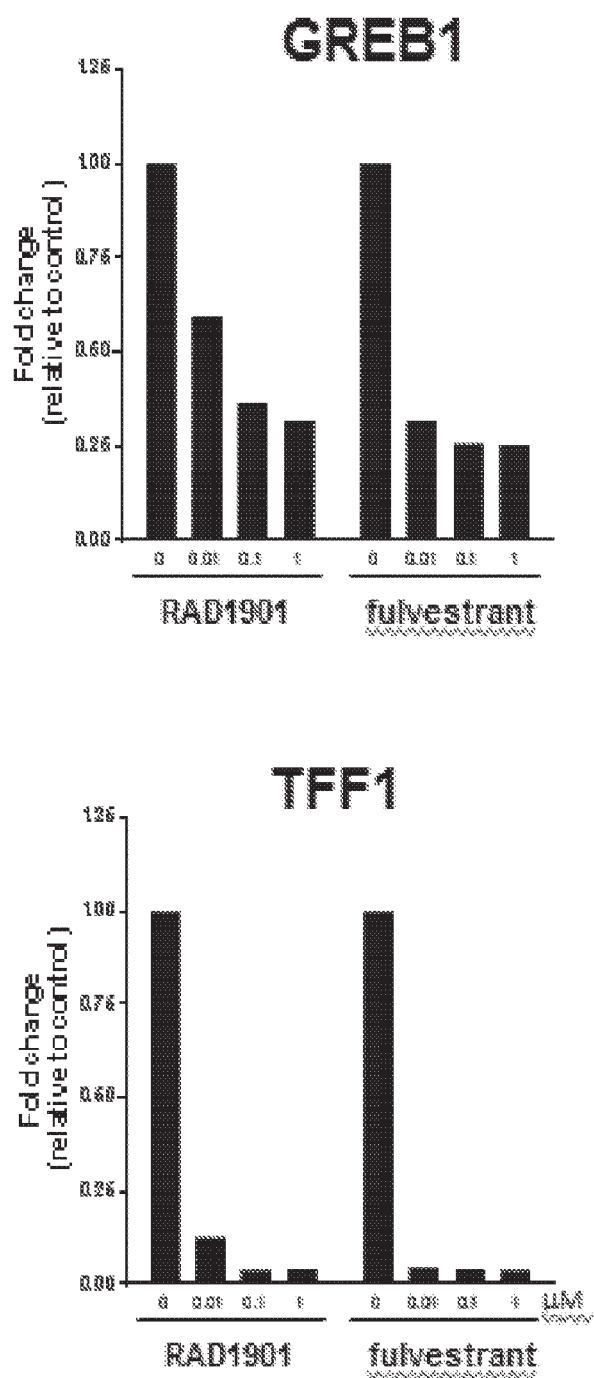 GREB1
Fold change
(relative to control)
1.25
1.00
0.75
0.50
0.25
0.00
0 0.01 0.1 1 0 0.01 0.1 1
RAD1901 fulvestrant
TFF1
Fold change
(relative to control)
1.25
1.00
0.75
0.50
0.25
0.00
0 0.01 0.1 1 0 0.01 0.1 1 µM
RAD1901 fulvestrant